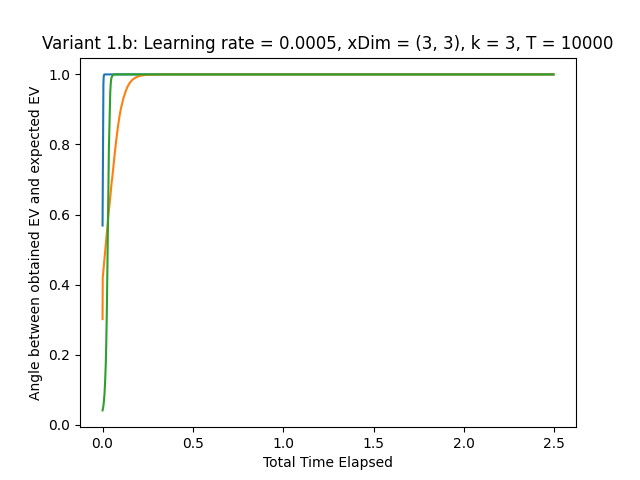 Variant 1.b: Learning rate = 0.0005, xDim = (3, 3), k = 3, T = 10000
Angle between obtained EV and expected EV
1.0
0.8
0.6
0.4
0.2
0.0
0.0 0.5 1.0 1.5 2.0 2.5
Total Time Elapsed